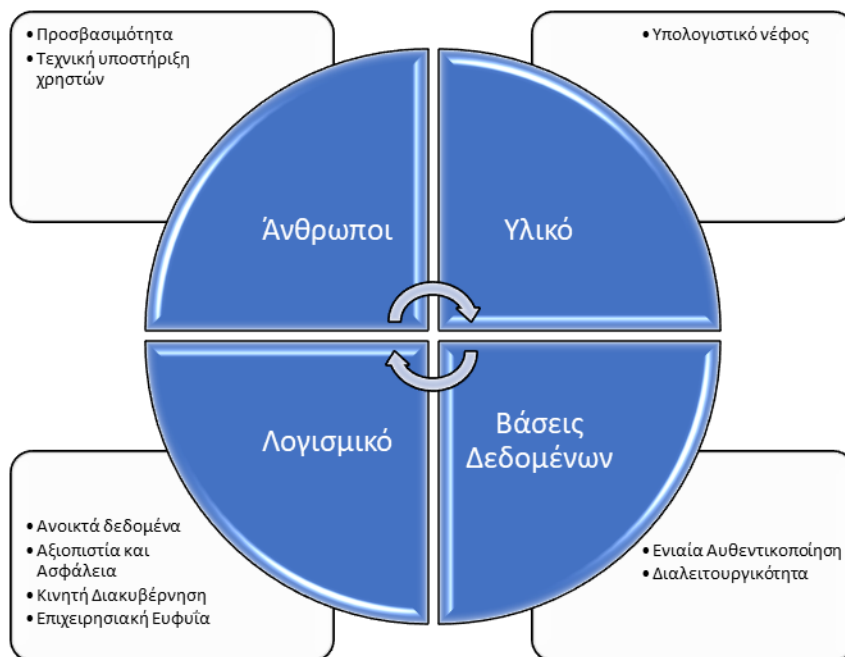 • Προσβασιμότητα
• Τεχνική υποστήριξη
χρηστών
• Υπολογιστικό νέφος
Άνθρωποι
Υλικό
Λογισμικό
Βάσεις
Δεδομένων
• Ανοικτά δεδομένα
• Αξιοπιστία και
Ασφάλεια
• Κινητή Διακυβέρνηση
• Επιχειρησιακή Ευφυΐα
• Ενιαία Αυθεντικοποίηση
• Διαλειτουργικότητα